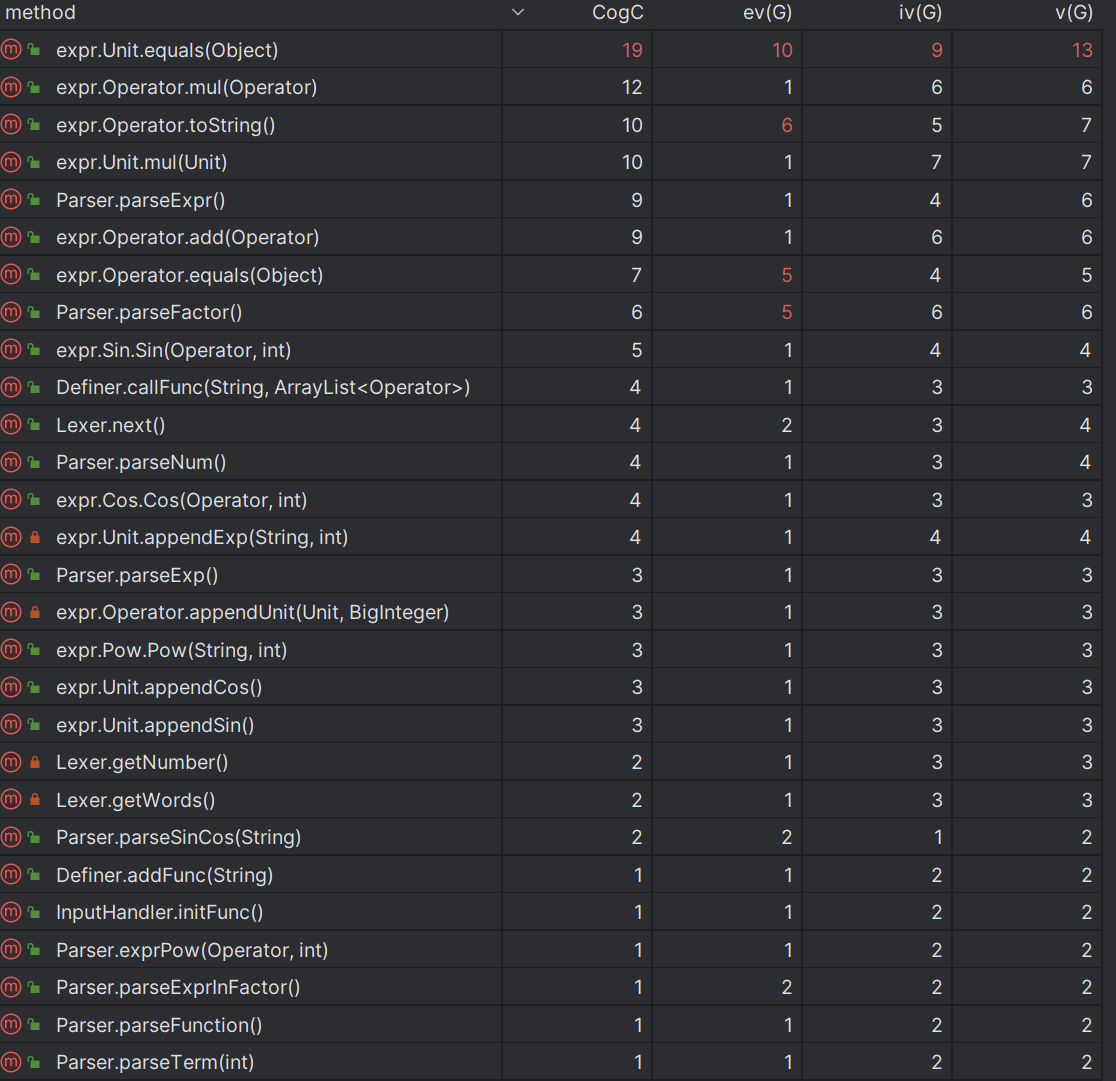 method CogC ev(G) iv(G) v(G)
m expr.Unit.equals(Object) 19 10 9 13
m expr.Operator.mul(Operator) 12 1 6 6
m expr.Operator.toString() 10 6 5 7
m expr.Unit.mul(Unit) 10 1 7 7
m Parser.parseExpr() 9 1 4 6
m expr.Operator.add(Operator) 9 1 6 6
m expr.Operator.equals(Object) 7 5 4 5
m Parser.parseFactor() 6 5 6 6
m expr.Sin.Sin(Operator, int) 5 1 4 4
m Definer.callFunc(String, ArrayList<Operator>) 4 1 3 3
m Lexer.next() 4 2 3 4
m Parser.parseNum() 4 1 3 4
m expr.Cos.Cos(Operator, int) 4 1 3 3
m expr.Unit.appendExp(String, int) 4 1 4 4
m Parser.parseExp() 3 1 3 3
m expr.Operator.appendUnit(Unit, BigInteger) 3 1 3 3
m expr.Pow.Pow(String, int) 3 1 3 3
m expr.Unit.appendCos() 3 1 3 3
m expr.Unit.appendSin() 3 1 3 3
m Lexer.getNumber() 2 1 3 3
m Lexer.getWords() 2 1 3 3
m Parser.parseSinCos(String) 2 2 1 2
m Definer.addFunc(String) 1 1 2 2
m InputHandler.initFunc() 1 1 2 2
m Parser.exprPow(Operator, int) 1 1 2 2
m Parser.parseExprInFactor() 1 2 2 2
m Parser.parseFunction() 1 1 2 2
m Parser.parseTerm(int) 1 1 2 2